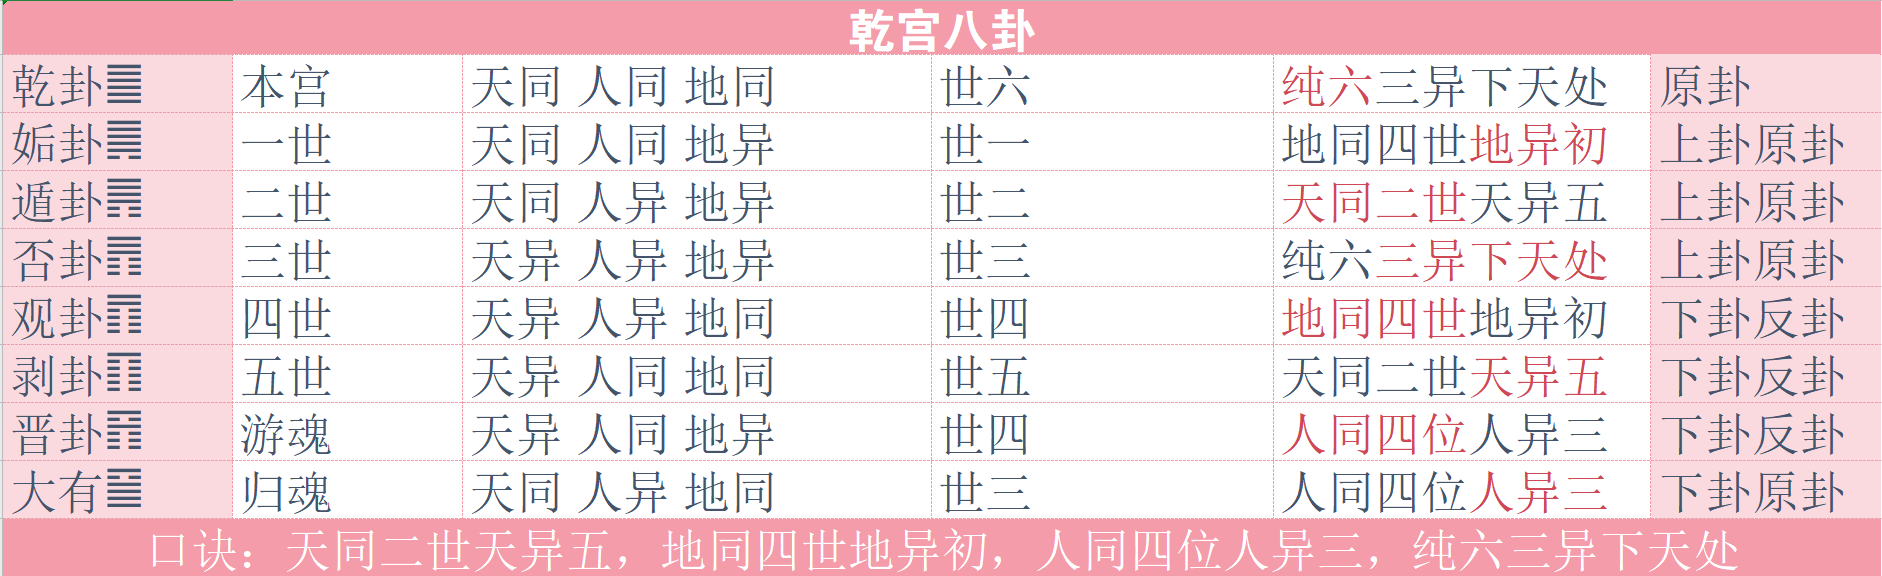 乾宫八卦
乾卦䷀ 本宫 天同 人同 地同 世六 纯六三异下天处 原卦
姤卦䷫ 一世 天同 人同 地异 世一 地同四世地异初 上卦原卦
遁卦䷠ 二世 天同 人异 地异 世二 天同二世天异五 上卦原卦
否卦䷋ 三世 天异 人异 地异 世三 纯六三异下天处 上卦原卦
观卦䷓ 四世 天异 人异 地同 世四 地同四世地异初 下卦反卦
剥卦䷖ 五世 天异 人同 地同 世五 天同二世天异五 下卦反卦
晋卦䷢ 游魂 天异 人同 地异 世四 人同四位人异三 下卦反卦
大有䷍ 归魂 天同 人异 地同 世三 人同四位人异三 下卦原卦
口诀：天同二世天异五，地同四世地异初，人同四位人异三，纯六三异下天处